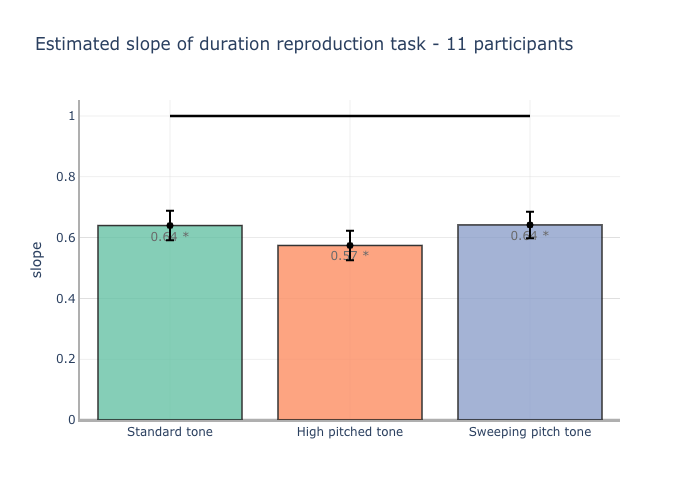 Estimated slope of duration reproduction task - 11 participants
1
0.8
0.6
0.4
0.2
0
slope
0.64 *
0.57 *
0.64 *
Standard tone
High pitched tone
Sweeping pitch tone